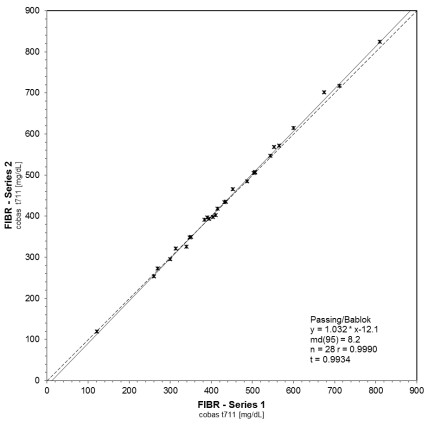 900
800
700
600
500
400
300
200
100
0
FIBR - Series 2
cobas t711 [mg/dL]
Passing/Bablok
y = 1.032 * x-12.1
md(95) = 8.2
n = 28 r = 0.9990
t = 0.9934
0 100 200 300 400 500 600 700 800 900
FIBR - Series 1
cobas t711 [mg/dL]